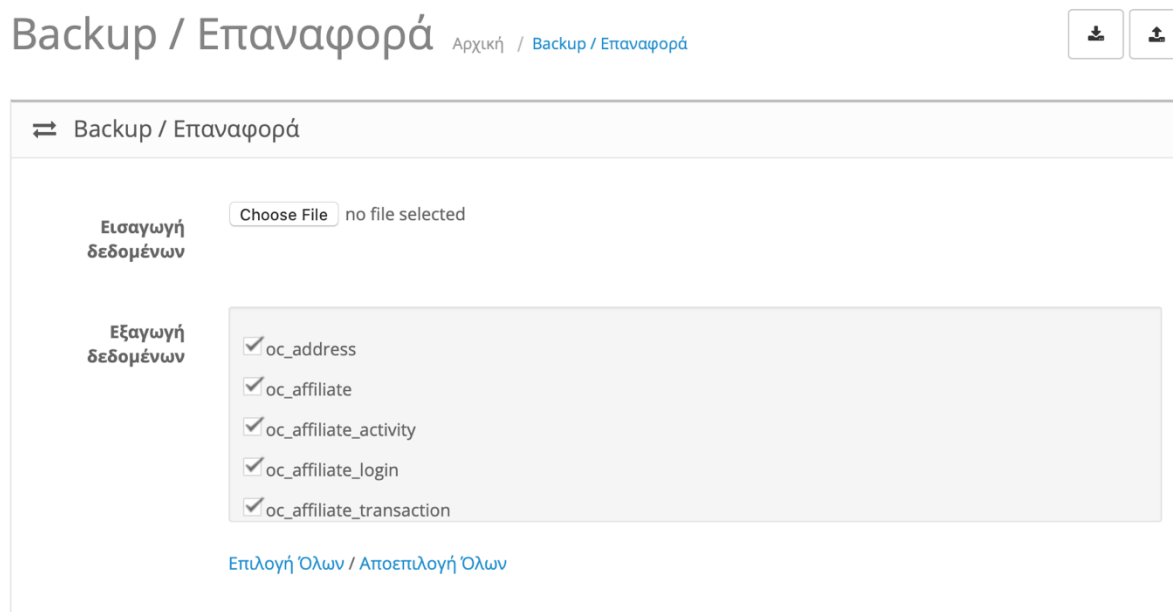 Backup / Επαναφορά Αρχική / Backup / Επαναφορά
Backup / Επαναφορά
Εισαγωγή
δεδομένων
Choose File no file selected
Εξαγωγή
δεδομένων
oc_address
oc_affiliate
oc_affiliate_activity
oc_affiliate_login
oc_affiliate_transaction
Επιλογή Όλων / Αποεπιλογή Όλων